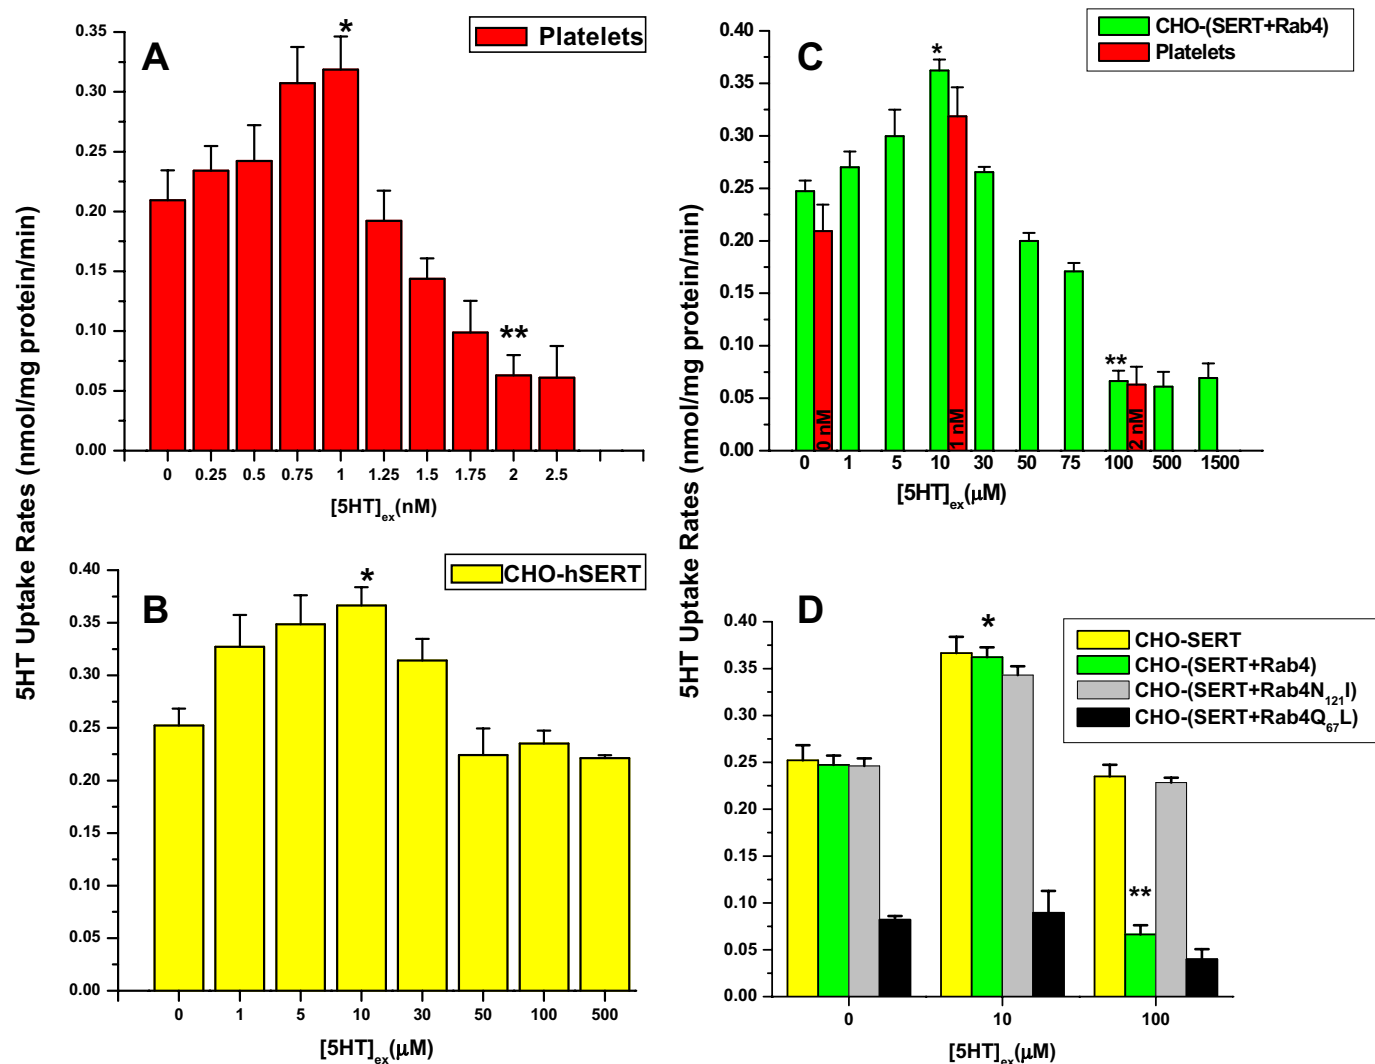 5HT Uptake Rates (nmol/mg protein/min)
A
Platelets
*
**
0.35
0.30
0.25
0.20
0.15
0.10
0.05
0.00
0 0.25 0.5 0.75 1 1.25 1.5 1.75 2 2.5
[5HT]ex(nM)
B
CHO-hSERT
*
0.40
0.35
0.30
0.25
0.20
0.15
0.10
0.05
0.00
0 1 5 10 30 50 100 500
[5HT]ex(μM)
5HT Uptake Rates (nmol/mg protein/min)
C
CHO-(SERT+Rab4)
Platelets
*
**
0.40
0.35
0.30
0.25
0.20
0.15
0.10
0.05
0.00
0 nM
1 nM
2 nM
0 1 5 10 30 50 75 100 500 1500
[5HT]ex(μM)
D
CHO-SERT
CHO-(SERT+Rab4)
CHO-(SERT+Rab4N121I)
CHO-(SERT+Rab4Q67L)
*
**
0.45
0.40
0.35
0.30
0.25
0.20
0.15
0.10
0.05
0.00
0 10 100
[5HT]ex(μM)